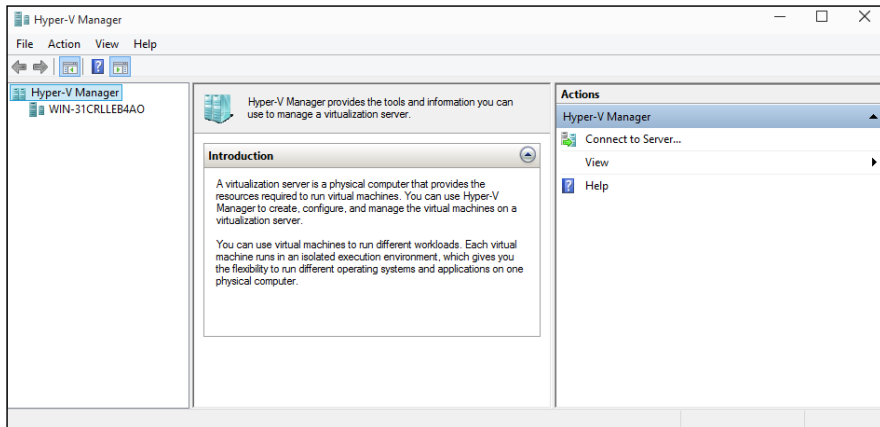 Hyper-V Manager
File Action View Help
Hyper-V Manager
WIN-31CRLLEB4AO
Hyper-V Manager provides the tools and information you can
use to manage a virtualization server.
Introduction
A virtualization server is a physical computer that provides the
resources required to run virtual machines. You can use Hyper-V
Manager to create, configure, and manage the virtual machines on a
virtualization server.
You can use virtual machines to run different workloads. Each virtual
machine runs in an isolated execution environment, which gives you
the flexibility to run different operating systems and applications on one
physical computer.
Actions
Hyper-V Manager
Connect to Server...
View
Help